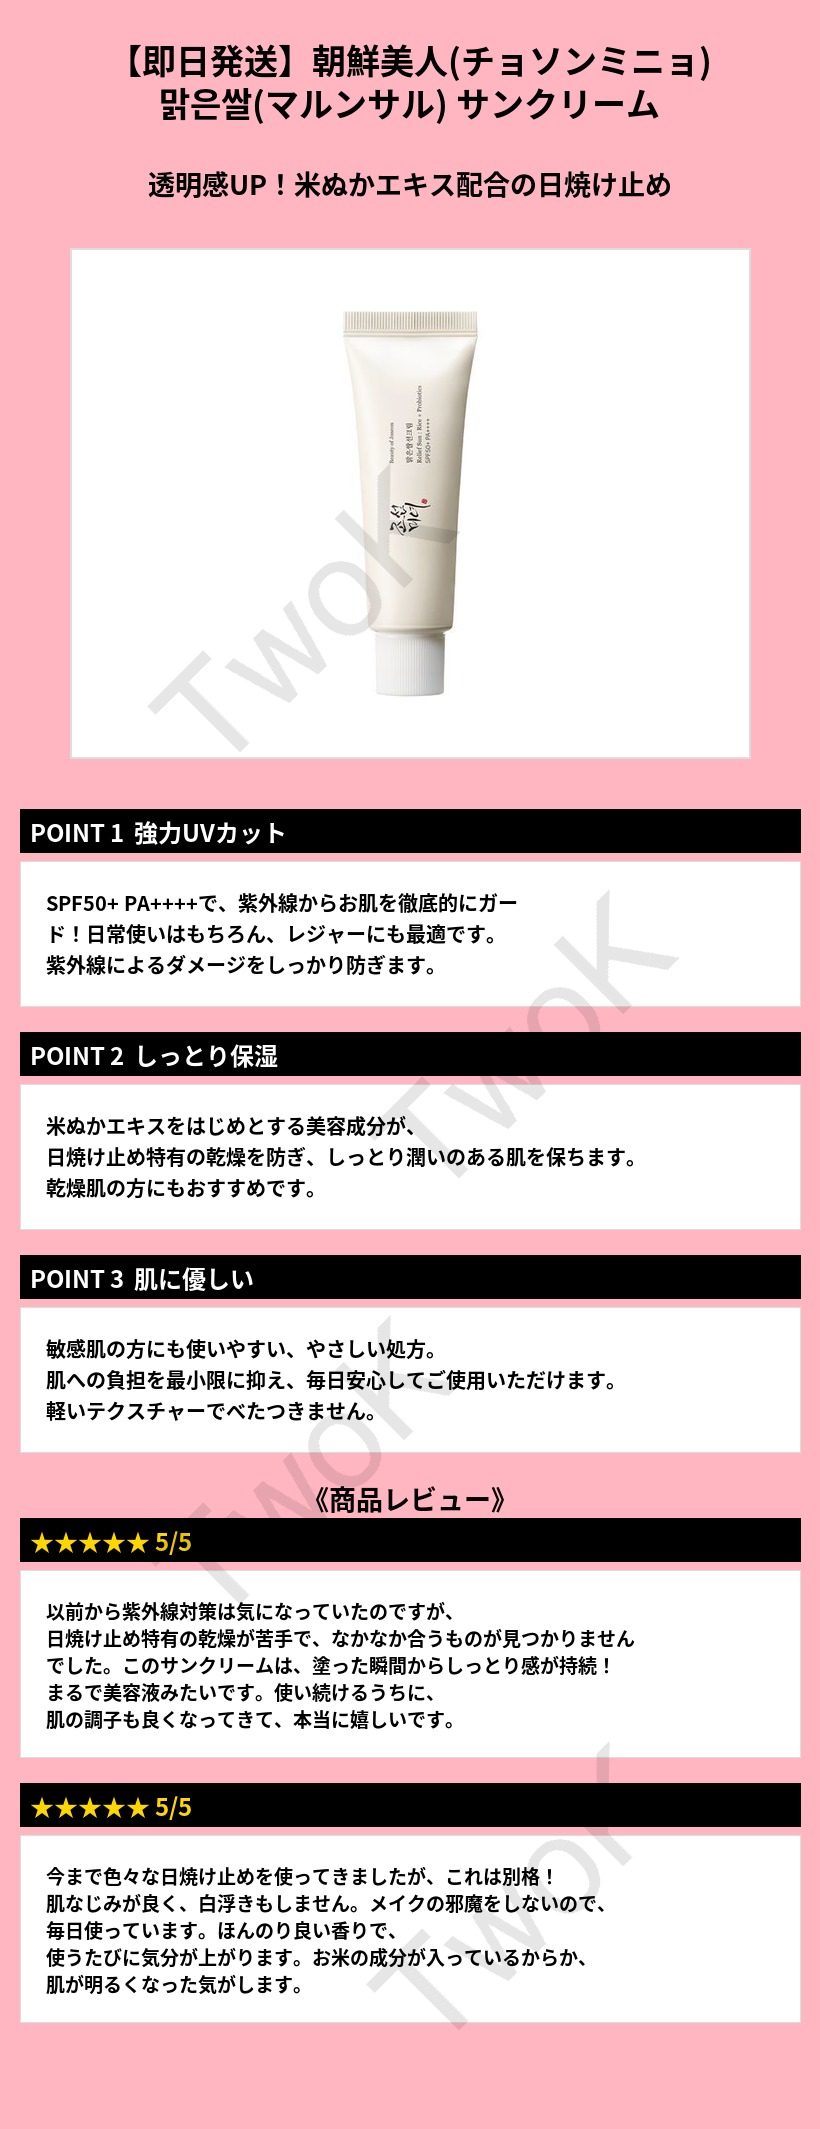 【即日発送】朝鮮美人(チョソンミニョ)
맑은쌀(マルンサル) サンクリーム
透明感UP！米ぬかエキス配合の日焼け止め
Beauty of Joseon
맑은쌀선크림
Relief Sun : Rice + Probiotics
SPF50+ PA++++
조선
미녀
TwoK
POINT 1 強力UVカット
SPF50+ PA++++で、紫外線からお肌を徹底的にガー
ド！日常使いはもちろん、レジャーにも最適です。
紫外線によるダメージをしっかり防ぎます。
TwoK
POINT 2 しっとり保湿
米ぬかエキスをはじめとする美容成分が、
日焼け止め特有の乾燥を防ぎ、しっとり潤いのある肌を保ちます。
乾燥肌の方にもおすすめです。
POINT 3 肌に優しい
敏感肌の方にも使いやすい、やさしい処方。
肌への負担を最小限に抑え、毎日安心してご使用いただけます。
軽いテクスチャーでべたつきません。
TwoK
《商品レビュー》
★★★★★ 5/5
以前から紫外線対策は気になっていたのですが、
日焼け止め特有の乾燥が苦手で、なかなか合うものが見つかりません
でした。このサンクリームは、塗った瞬間からしっとり感が持続！
まるで美容液みたいです。使い続けるうちに、
肌の調子も良くなってきて、本当に嬉しいです。
★★★★★ 5/5
今まで色々な日焼け止めを使ってきましたが、これは別格！
肌なじみが良く、白浮きもしません。メイクの邪魔をしないので、
毎日使っています。ほんのり良い香りで、
使うたびに気分が上がります。お米の成分が入っているからか、
肌が明るくなった気がします。
TwoK